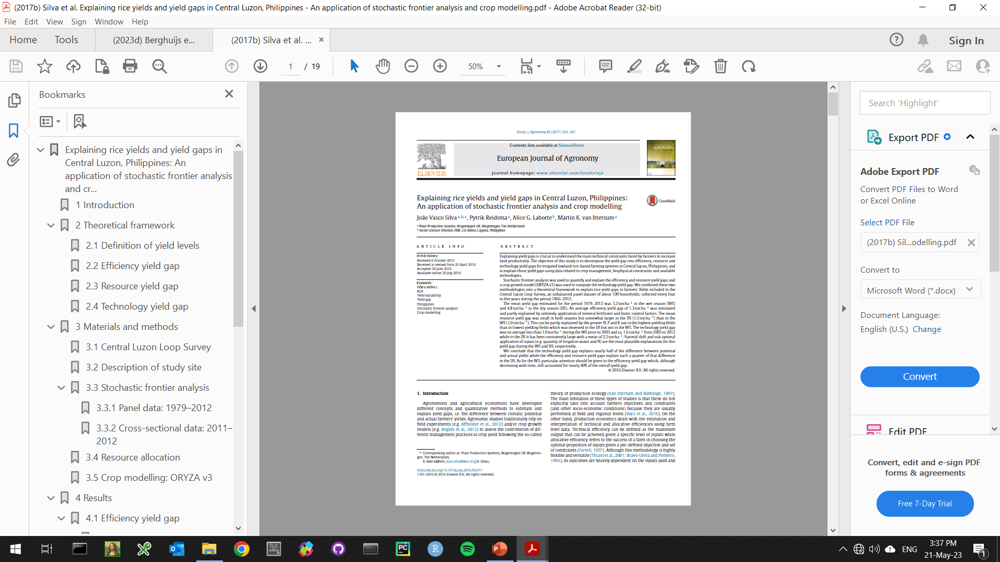 (2017b) Silva et al. Explaining rice yields and yield gaps in Central Luzon, Philippines - An application of stochastic frontier analysis and crop modelling.pdf - Adobe Acrobat Reader (32-bit)
File Edit View Sign Window Help
Home Tools (2023d) Berghuijs e... (2017b) Silva et al. ... Sign In
1 / 19 50%
Bookmarks
Explaining rice yields and yield gaps in
Central Luzon, Philippines: An
application of stochastic frontier analysis
and cr...
1 Introduction
2 Theoretical framework
2.1 Definition of yield levels
2.2 Efficiency yield gap
2.3 Resource yield gap
2.4 Technology yield gap
3 Materials and methods
3.1 Central Luzon Loop Survey
3.2 Description of study site
3.3 Stochastic frontier analysis
3.3.1 Panel data: 1979–2012
3.3.2 Cross-sectional data: 2011–
2012
3.4 Resource allocation
3.5 Crop modelling: ORYZA v3
4 Results
4.1 Efficiency yield gap
Europ. J. Agronomy 82 (2017) 223–241
Contents lists available at ScienceDirect
European Journal of Agronomy
journal homepage: www.elsevier.com/locate/eja
ELSEVIER
AGRONOMY
Explaining rice yields and yield gaps in Central Luzon, Philippines:
An application of stochastic frontier analysis and crop modelling
CrossMark
João Vasco Silva a,b,*, Pytrik Reidsma a, Alice G. Laborte b, Martin K. van Ittersum a
a Plant Production Systems, Wageningen UR, Wageningen, The Netherlands
b Social Sciences Division, IRRI, Los Baños, Laguna, Philippines
ARTICLE INFO
Article history:
Received 6 October 2015
Received in revised form 25 April 2016
Accepted 30 June 2016
Available online 20 July 2016
Keywords:
Oryza sativa L.
Rice
Yield variability
Yield gap
Philippines
Stochastic frontier analysis
Crop modelling
ABSTRACT
Explaining yield gaps is crucial to understand the main technical constraints faced by farmers to increase
land productivity. The objective of this study is to decompose the yield gap into efficiency, resource and
technology yield gaps for irrigated lowland rice-based farming systems in Central Luzon, Philippines, and
to explain those yield gaps using data related to crop management, biophysical constraints and available
technologies.
Stochastic frontier analysis was used to quantify and explain the efficiency and resource yield gaps and
a crop growth model (ORYZA v3) was used to compute the technology yield gap. We combined these two
methodologies into a theoretical framework to explain rice yield gaps in farmers' fields included in the
Central Luzon Loop Survey, an unbalanced panel dataset of about 100 households, collected every four
to five years during the period 1966–2012.
The mean yield gap estimated for the period 1979–2012 was 3.2 ton ha⁻¹ in the wet season (WS)
and 4.8 ton ha⁻¹ in the dry season (DS). An average efficiency yield gap of 1.3 ton ha⁻¹ was estimated
and partly explained by untimely application of mineral fertilizers and biotic control factors. The mean
resource yield gap was small in both seasons but somewhat larger in the DS (1.3 ton ha⁻¹) than in the
WS (1.0 ton ha⁻¹). This can be partly explained by the greater N, P and K use in the highest yielding fields
than in lowest yielding fields which was observed in the DS but not in the WS. The technology yield gap
was on average less than 1.0 ton ha⁻¹ during the WS prior to 2003 and ca. 1.6 ton ha⁻¹ from 2003 to 2012
while in the DS it has been consistently large with a mean of 2.2 ton ha⁻¹. Varietal shift and sub-optimal
application of inputs (e.g. quantity of irrigation water and N) are the most plausible explanations for this
yield gap during the WS and DS, respectively.
We conclude that the technology yield gap explains nearly half of the difference between potential
and actual yields while the efficiency and resource yield gaps explain each a quarter of that difference
in the DS. As for the WS, particular attention should be given to the efficiency yield gap which, although
decreasing with time, still accounted for nearly 40% of the overall yield gap.
© 2016 Elsevier B.V. All rights reserved.
1. Introduction
Agronomists and agricultural economists have developed
different concepts and quantitative methods to estimate and
explain yield gaps, i.e. the difference between climatic potential
and actual farmers' yields. Agronomic studies traditionally rely on
field experiments (e.g. Affholder et al., 2012) and/or crop growth
models (e.g. Angulo et al., 2012) to assess the contribution of dif-
ferent management practices to crop yield following the so-called
* Corresponding author at: Plant Production Systems, Wageningen UR, Wagenin-
gen, The Netherlands.
E-mail address: joao.silva@wur.nl (J.V. Silva).
http://dx.doi.org/10.1016/j.eja.2016.06.017
1161-0301/© 2016 Elsevier B.V. All rights reserved.
theory of production ecology (van Ittersum and Rabbinge, 1997).
The main limitation of these types of studies is that these do not
explicitly take into account farmers objectives and constraints
(and other socio-economic conditions) because they are usually
performed at field and regional levels (Beza et al., 2016). On the
other hand, production economics deals with the estimation and
interpretation of technical and allocative efficiencies using farm
level data. Technical efficiency can be defined as the maximum
output that can be achieved given a specific level of inputs while
allocative efficiency refers to the success of a farm in choosing the
optimal proportion of inputs given a pre-defined objective and set
of constraints (Farrell, 1957). Although this methodology is highly
flexible and versatile (Thiam et al., 2001; Bravo-Ureta and Pinheiro,
1993), its outcomes are heavily dependent on the inputs used and
Search 'Highlight'
Export PDF
Adobe Export PDF
Convert PDF Files to Word
or Excel Online
Select PDF File
(2017b) Sil...odelling.pdf
Convert to
Microsoft Word (*.docx)
Document Language:
English (U.S.) Change
Convert
Edit PDF
Convert, edit and e-sign PDF
forms & agreements
Free 7-Day Trial
ENG
3:37 PM
21-May-23
1